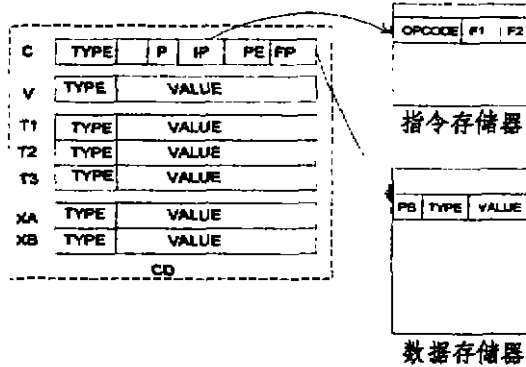 C TYPE P IP PE FP
V TYPE VALUE
T1 TYPE VALUE
T2 TYPE VALUE
T3 TYPE VALUE
XA TYPE VALUE
XB TYPE VALUE
CD
OPCODE F1 F2
指令存储器
PB TYPE VALUE
数据存储器